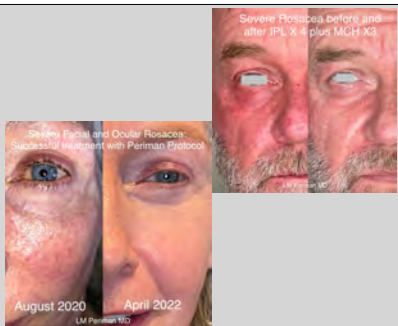 Severe Rosacea before and
after IPL X 4 plus MCH X3
LM Periman MD
Severe Facial and Ocular Rosacea:
Successful treatment with Periman Protocol
August 2020
April 2022
LM Periman MD